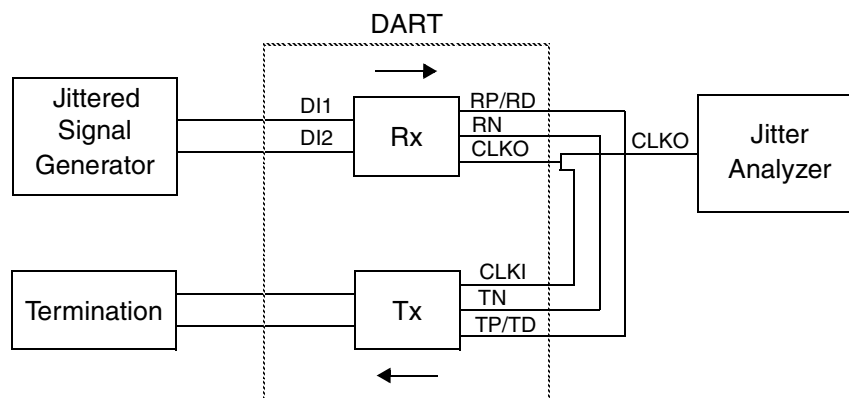 DART
Jittered
Signal
Generator
DI1
DI2
Rx
RP/RD
RN
CLKO
CLKO
Jitter
Analyzer
Termination
Tx
CLKI
TN
TP/TD